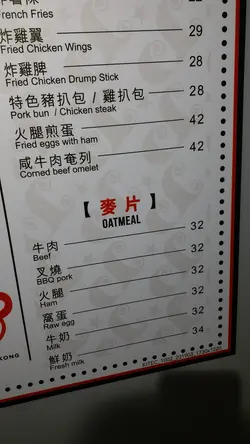 French Fries
炸雞翼 29
Fried Chicken Wings
炸雞脾 28
Fried Chicken Drump Stick
特色豬扒包 / 雞扒包 28
Pork bun / Chicken steak
火腿煎蛋 42
Fried eggs with ham
咸牛肉奄列 42
Corned beef omelet
【麥片】
OATMEAL
牛肉 32
Beef
叉燒 32
BBQ pork
火腿 32
Ham
窩蛋 32
Raw egg
牛奶 32
Milk
鮮奶 34
Fresh milk
KONG